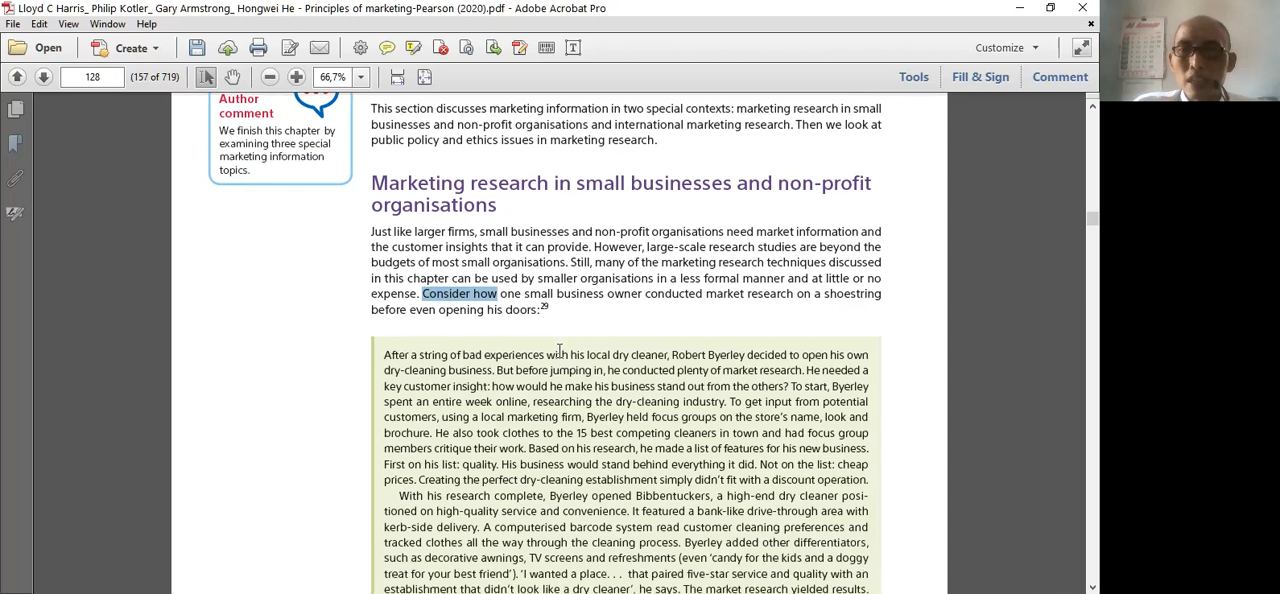 Lloyd C Harris_ Philip Kotler_ Gary Armstrong_ Hongwei He - Principles of marketing-Pearson (2020).pdf - Adobe Acrobat Pro
File Edit View Window Help
Open Create Customize
128 (157 of 719) 66,7% Tools Fill & Sign Comment
Author
comment
We finish this chapter by
examining three special
marketing information
topics.
This section discusses marketing information in two special contexts: marketing research in small
businesses and non-profit organisations and international marketing research. Then we look at
public policy and ethics issues in marketing research.
Marketing research in small businesses and non-profit
organisations
Just like larger firms, small businesses and non-profit organisations need market information and
the customer insights that it can provide. However, large-scale research studies are beyond the
budgets of most small organisations. Still, many of the marketing research techniques discussed
in this chapter can be used by smaller organisations in a less formal manner and at little or no
expense. Consider how one small business owner conducted market research on a shoestring
before even opening his doors:29
After a string of bad experiences with his local dry cleaner, Robert Byerley decided to open his own
dry-cleaning business. But before jumping in, he conducted plenty of market research. He needed a
key customer insight: how would he make his business stand out from the others? To start, Byerley
spent an entire week online, researching the dry-cleaning industry. To get input from potential
customers, using a local marketing firm, Byerley held focus groups on the store's name, look and
brochure. He also took clothes to the 15 best competing cleaners in town and had focus group
members critique their work. Based on his research, he made a list of features for his new business.
First on his list: quality. His business would stand behind everything it did. Not on the list: cheap
prices. Creating the perfect dry-cleaning establishment simply didn't fit with a discount operation.
With his research complete, Byerley opened Bibbentuckers, a high-end dry cleaner posi-
tioned on high-quality service and convenience. It featured a bank-like drive-through area with
kerb-side delivery. A computerised barcode system read customer cleaning preferences and
tracked clothes all the way through the cleaning process. Byerley added other differentiators,
such as decorative awnings, TV screens and refreshments (even 'candy for the kids and a doggy
treat for your best friend'). 'I wanted a place. . . that paired five-star service and quality with an
establishment that didn't look like a dry cleaner', he says. The market research yielded results.